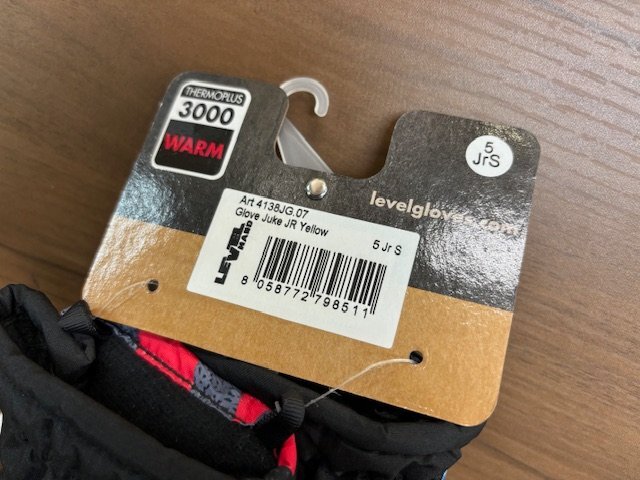 THERMOPLUS
3000
WARM
5
JrS
levelgloves.com
Art 4138JG.07
Glove Juke JR Yellow
5 Jr S
LEVEL
HAND
8 058772 798511